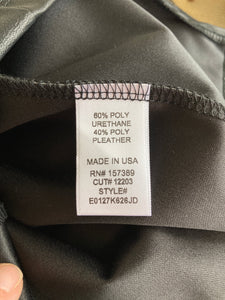 60% POLY
URETHANE
40% POLY
PLEATHER
MADE IN USA
RN# 157389
CUT# 12203
STYLE#
E0127K626JD